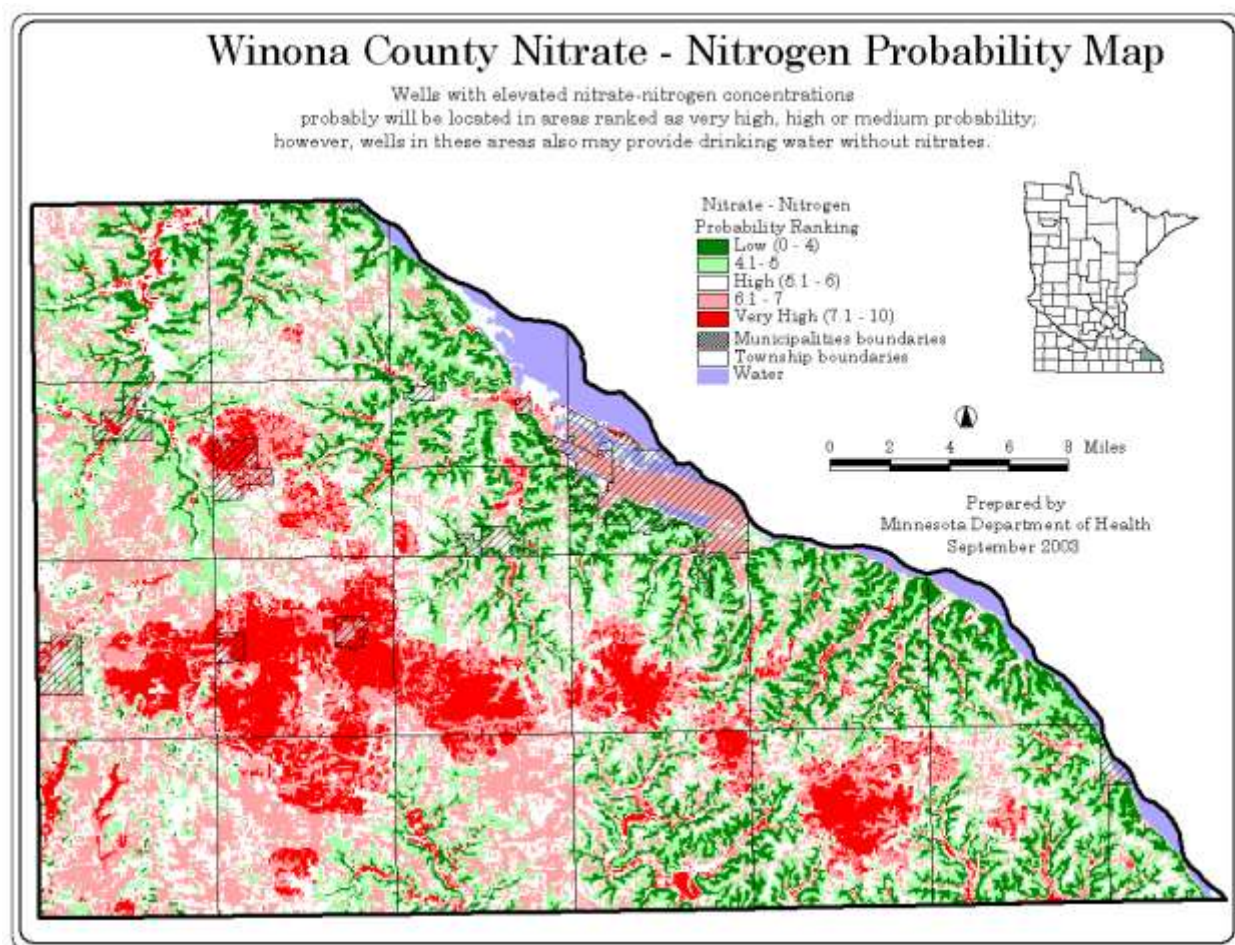 Winona County Nitrate - Nitrogen Probability Map
Wells with elevated nitrate-nitrogen concentrations
probably will be located in areas ranked as very high, high or medium probability;
however, wells in these areas also may provide drinking water without nitrates.
Nitrate - Nitrogen
Probability Ranking
Low (0 - 4)
4.1- 5
High (5.1 - 6)
6.1 - 7
Very High (7.1 - 10)
Municipalities boundaries
Township boundaries
Water
0 2 4 6 8 Miles
Prepared by
Minnesota Department of Health
September 2003